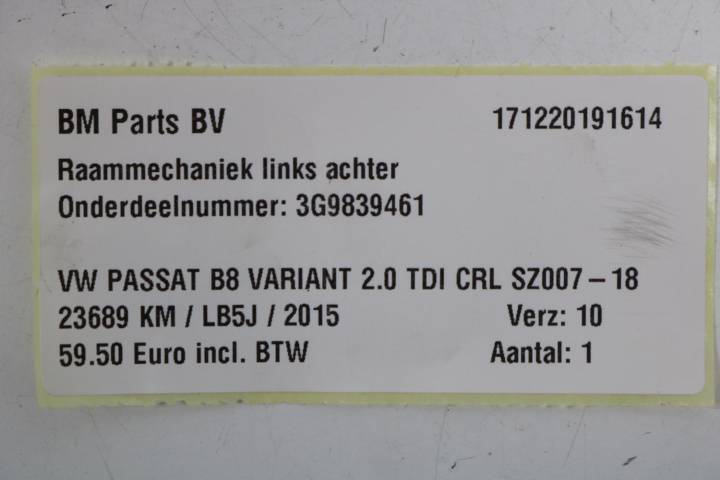 BM Parts BV 171220191614
Raammechaniek links achter
Onderdeelnummer: 3G9839461
VW PASSAT B8 VARIANT 2.0 TDI CRL SZ007 – 18
23689 KM / LB5J / 2015 Verz: 10
59.50 Euro incl. BTW Aantal: 1